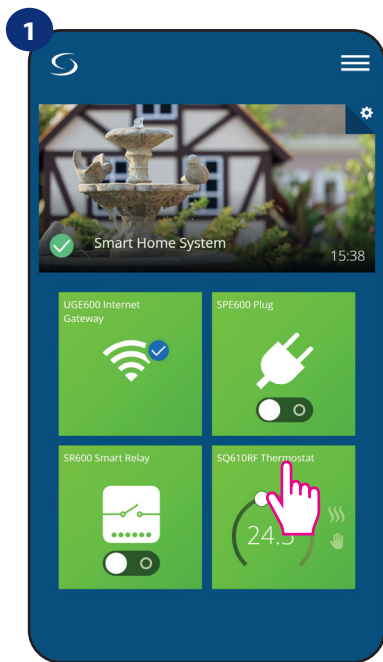 1
Smart Home System
15:38
UGE600 Internet
Gateway
SPE600 Plug
SR600 Smart Relay
SQ610RF Thermostat